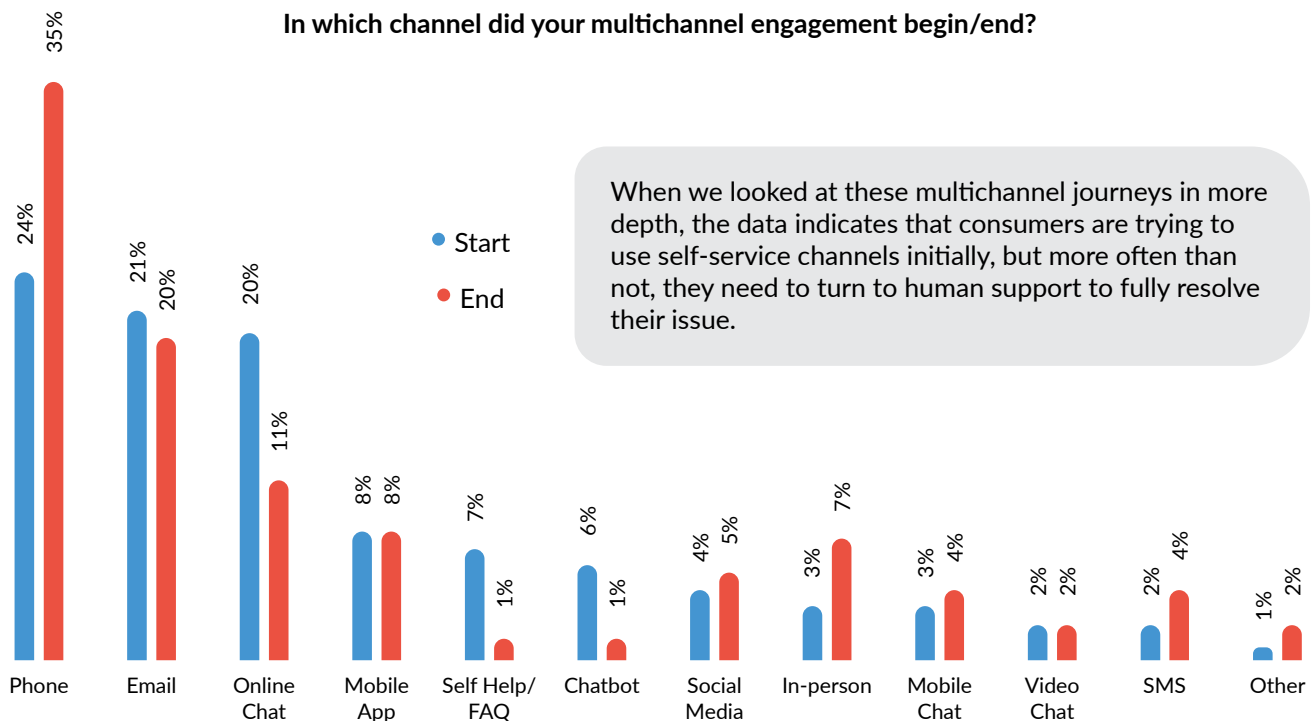 In which channel did your multichannel engagement begin/end?
35%
24%
21%
20%
20%
11%
8%
8%
7%
1%
6%
1%
4%
5%
3%
7%
3%
4%
2%
2%
2%
4%
1%
2%
Start
End
When we looked at these multichannel journeys in more
depth, the data indicates that consumers are trying to
use self-service channels initially, but more often than
not, they need to turn to human support to fully resolve
their issue.
Phone
Email
Online
Chat
Mobile
App
Self Help/
FAQ
Chatbot
Social
Media
In-person
Mobile
Chat
Video
Chat
SMS
Other